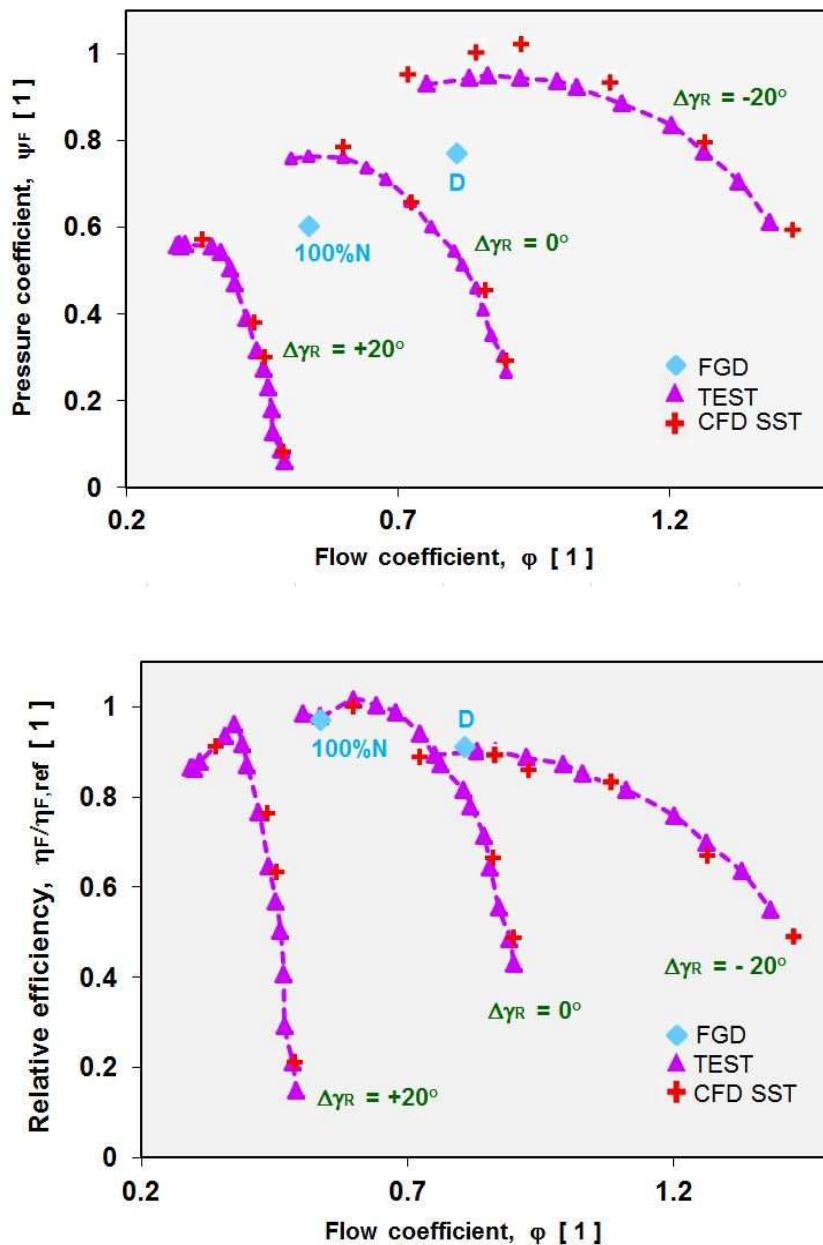 Pressure coefficient, ψF [ 1 ]
1
0.8
0.6
0.4
0.2
0
0.2
0.7
1.2
Flow coefficient, φ [ 1 ]
ΔγR = -20°
D
100%N
ΔγR = 0°
ΔγR = +20°
FGD
TEST
CFD SST
Relative efficiency, ηF/ηF,ref [ 1 ]
1
0.8
0.6
0.4
0.2
0
0.2
0.7
1.2
Flow coefficient, φ [ 1 ]
D
100%N
ΔγR = - 20°
ΔγR = 0°
ΔγR = +20°
FGD
TEST
CFD SST